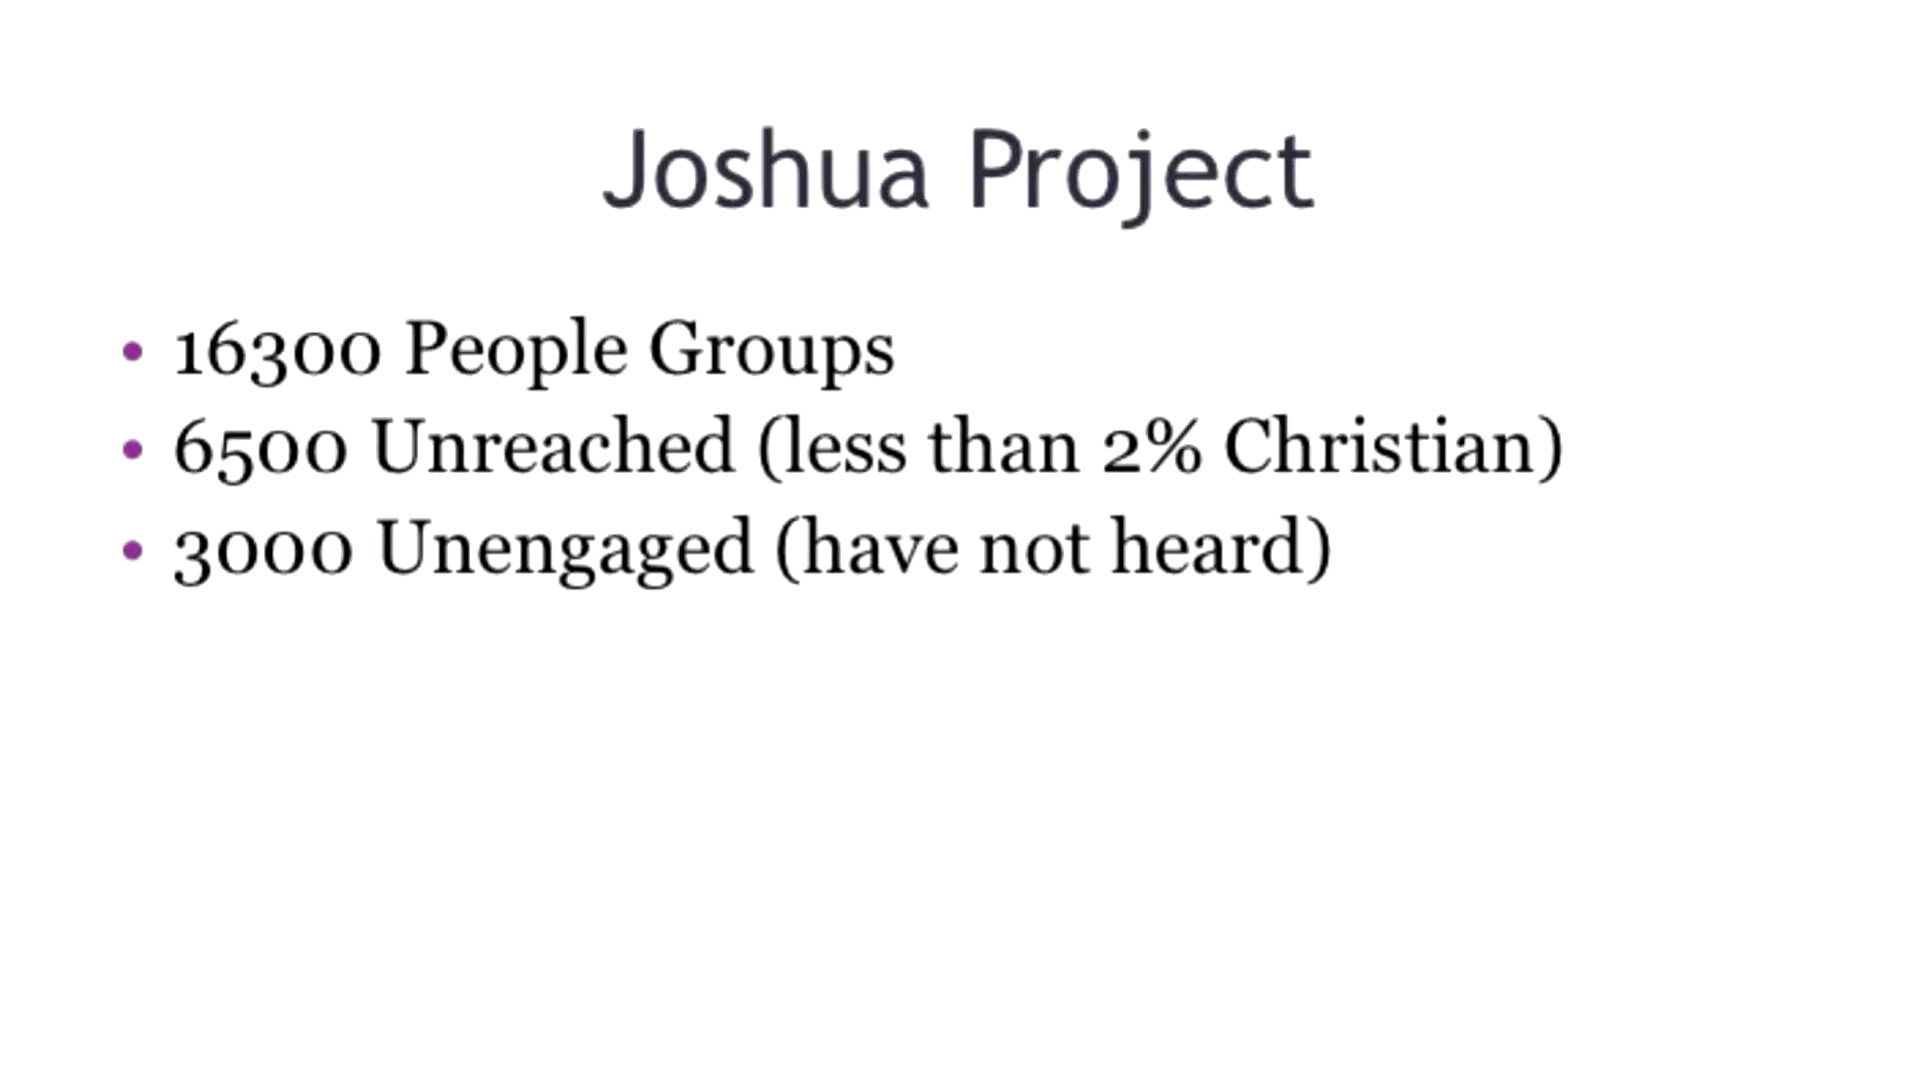 Joshua Project
• 16300 People Groups
• 6500 Unreached (less than 2% Christian)
• 3000 Unengaged (have not heard)